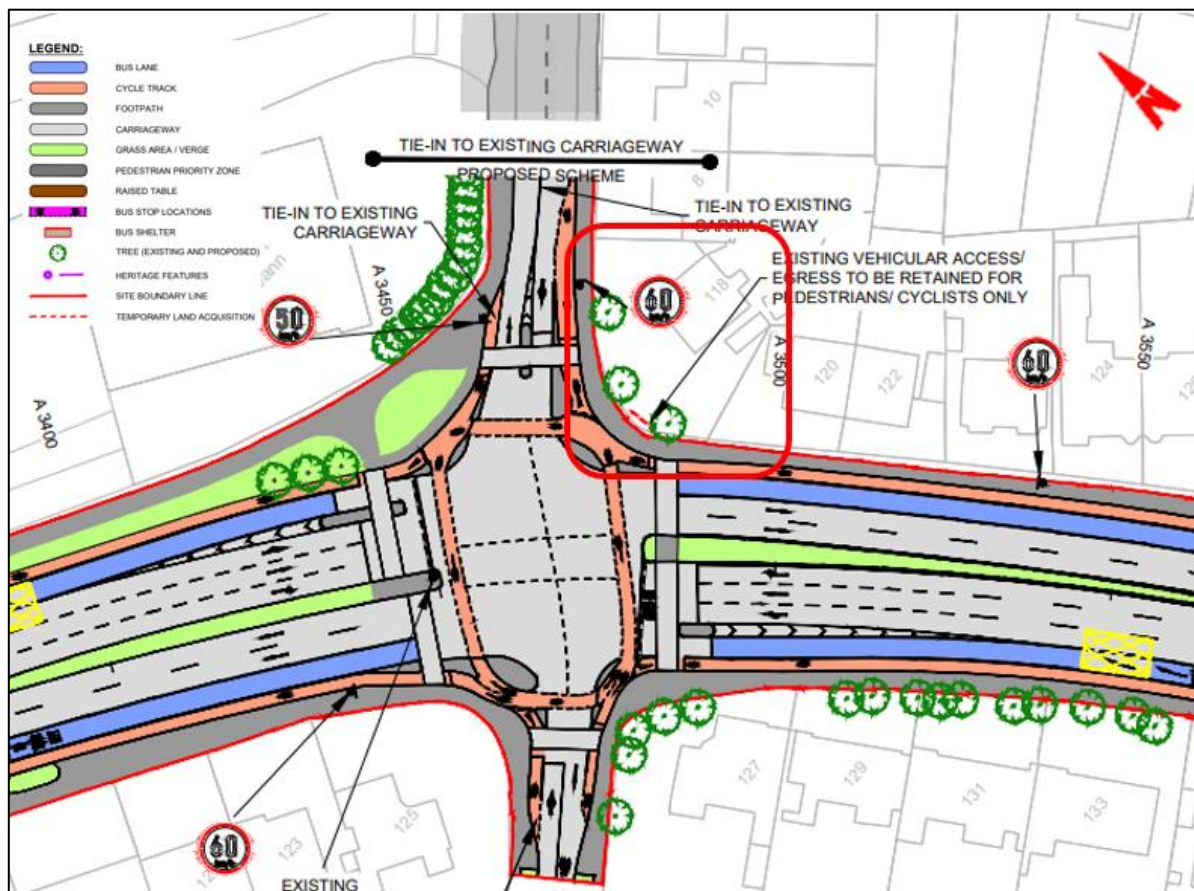 LEGEND:
BUS LANE
CYCLE TRACK
FOOTPATH
CARRIAGEWAY
GRASS AREA / VERGE
PEDESTRIAN PRIORITY ZONE
RAISED TABLE
BUS STOP LOCATIONS
BUS SHELTER
TREE (EXISTING AND PROPOSED)
HERITAGE FEATURES
SITE BOUNDARY LINE
TEMPORARY LAND ACQUISITION
TIE-IN TO EXISTING CARRIAGEWAY
PROPOSED SCHEME
TIE-IN TO EXISTING
CARRIAGEWAY
TIE-IN TO EXISTING
CARRIAGEWAY
EXISTING VEHICULAR ACCESS/
EGRESS TO BE RETAINED FOR
PEDESTRIANS/ CYCLISTS ONLY
10
8
N
50
km/h
60
km/h
60
km/h
60
km/h
A 3400
A 3450
A 3500
A 3550
118
120
122
124
123
125
127
129
131
133
EXISTING